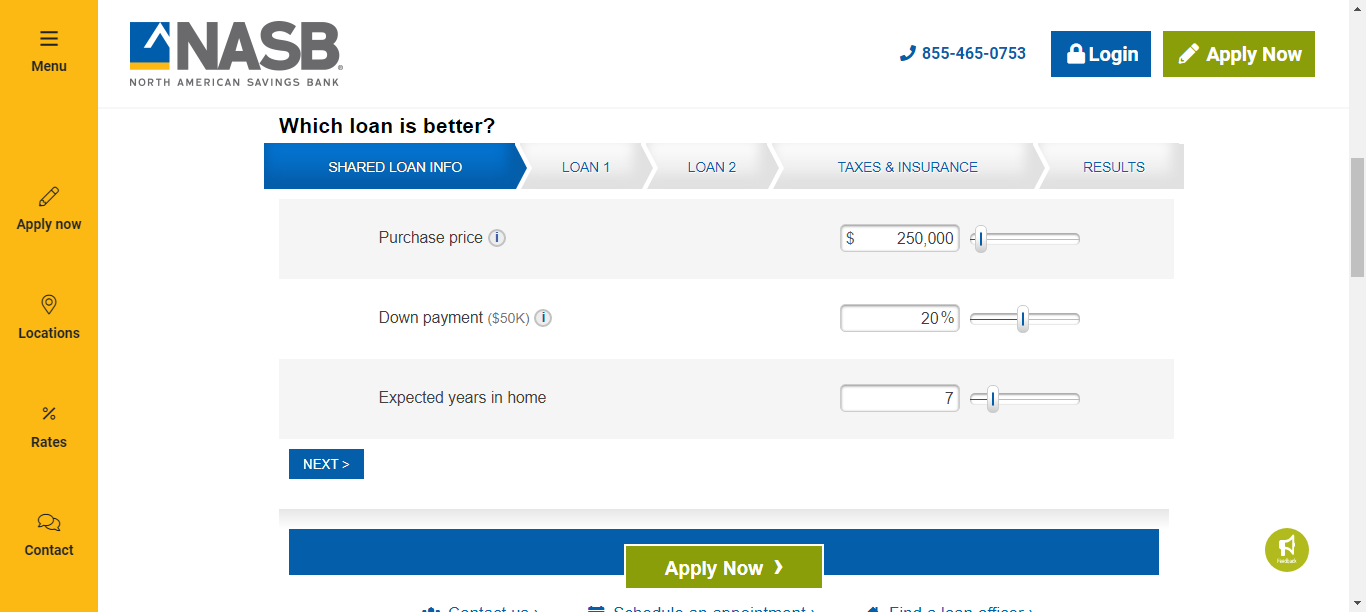 Menu
Apply now
Locations
Rates
Contact
NASB®
NORTH AMERICAN SAVINGS BANK
855-465-0753
Login
Apply Now
Which loan is better?
SHARED LOAN INFO
LOAN 1
LOAN 2
TAXES & INSURANCE
RESULTS
Purchase price i
$ 250,000
Down payment ($50K) i
20%
Expected years in home
7
NEXT >
Apply Now ❯
Contact us ›
Schedule an appointment ›
Find a loan officer ›
Feedback